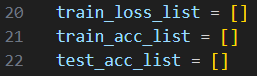 20 train_loss_list = []
21 train_acc_list = []
22 test_acc_list = []